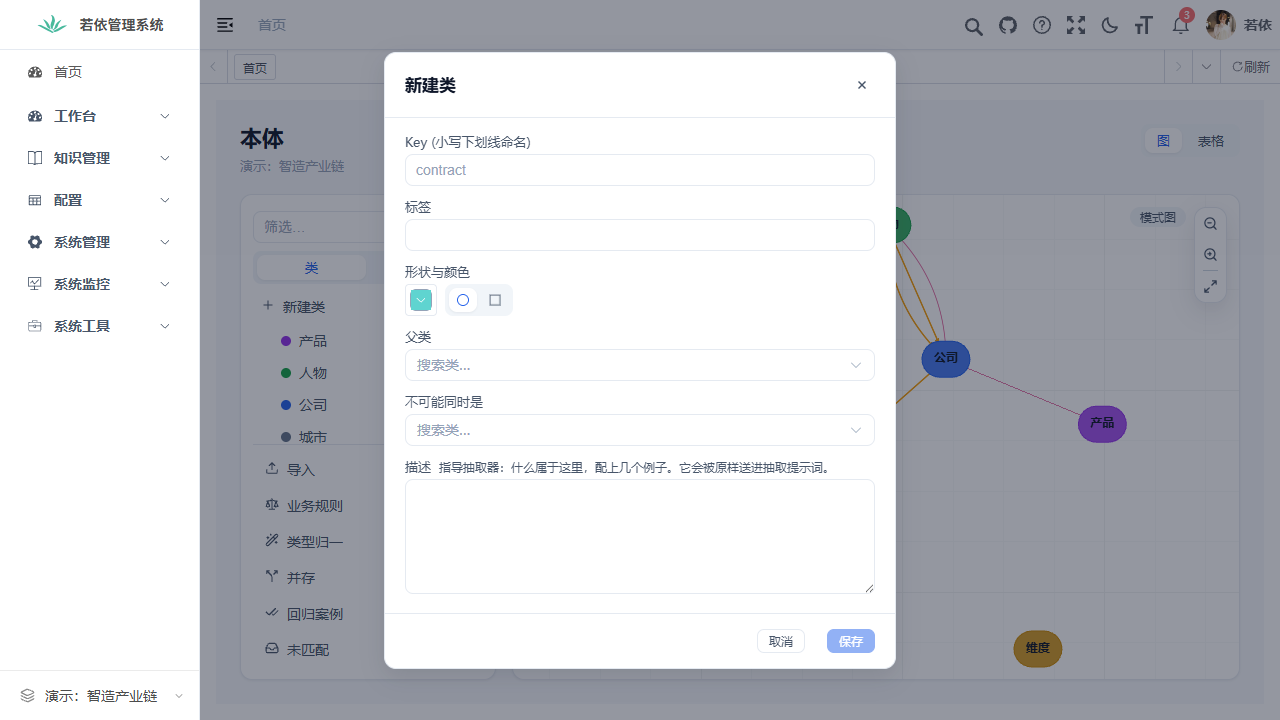 若依管理系统
首页
3
若依
首页
刷新
首页
工作台
知识管理
配置
系统管理
系统监控
系统工具
演示：智造产业链
本体
演示：智造产业链
图
表格
筛选...
类
新建类
产品
人物
公司
城市
导入
业务规则
类型归一
并存
回归案例
未匹配
模式图
公司
产品
维度
新建类
Key (小写下划线命名)
contract
标签
形状与颜色
父类
搜索类...
不可能同时是
搜索类...
描述 指导抽取器：什么属于这里，配上几个例子。它会被原样送进抽取提示词。
取消
保存